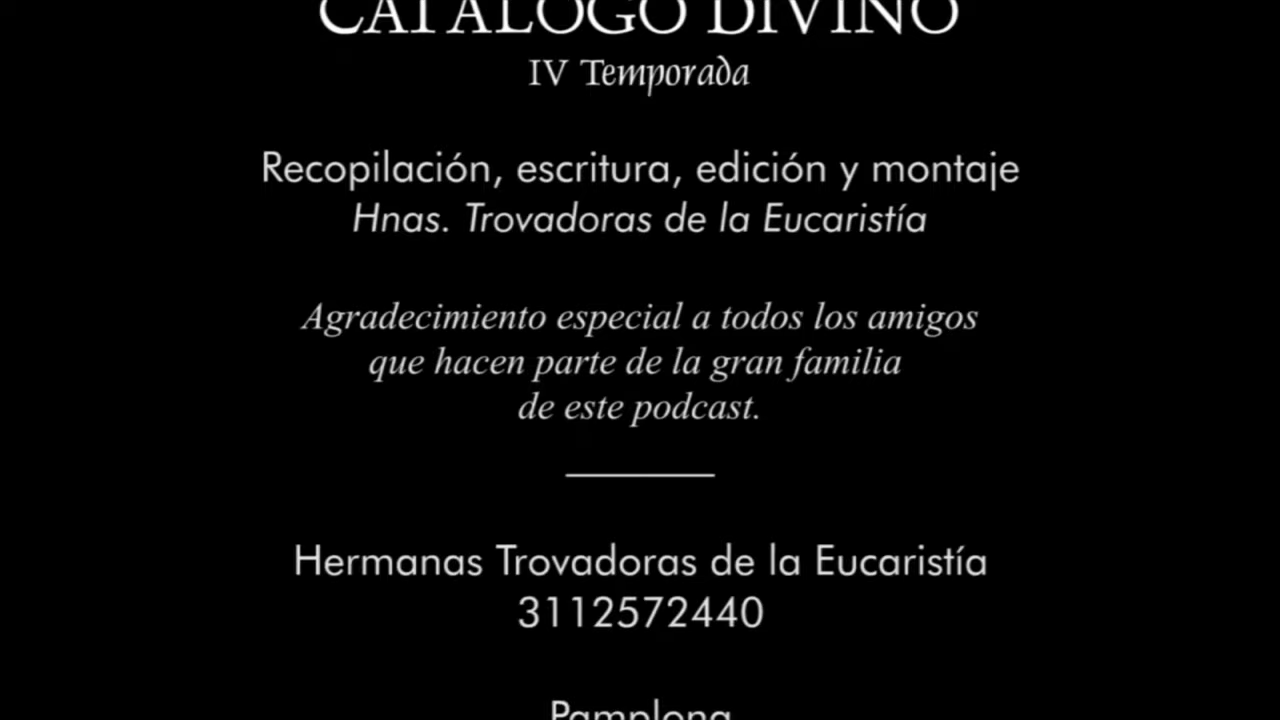 CATÁLOGO DIVINO
IV Temporada
Recopilación, escritura, edición y montaje
Hnas. Trovadoras de la Eucaristía
Agradecimiento especial a todos los amigos
que hacen parte de la gran familia
de este podcast.
Hermanas Trovadoras de la Eucaristía
3112572440
Pamplona